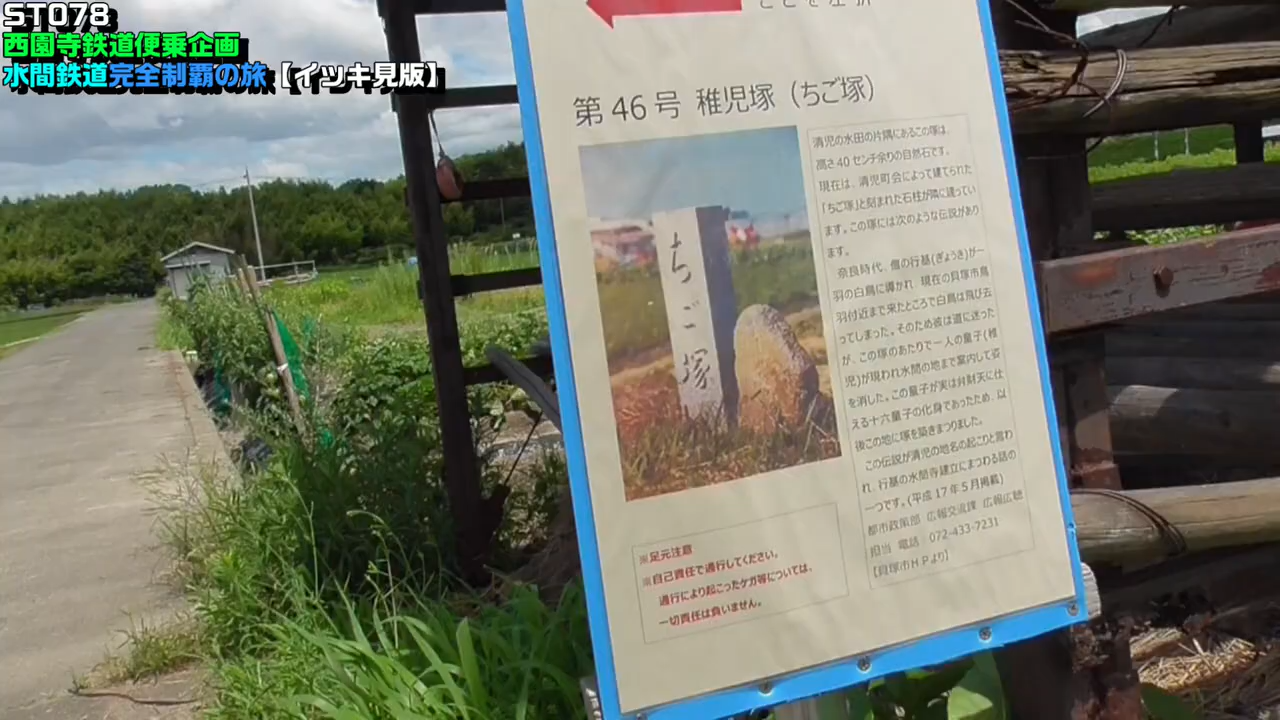 ST078
西園寺鉄道便乗企画
水間鉄道完全制覇の旅【イツキ見版】
第46号 稚児塚（ちご塚）
清児の水田の片隅にあるこの塚は、
高さ40センチ余りの自然石です。
現在は、清児町会によって建てられた
「ちご塚」と刻まれた石柱が隣に建ってい
ます。この塚には次のような伝説があり
ます。
奈良時代、僧の行基(ぎょうき)が一
羽の白鳥に導かれ、現在の貝塚市鳥
羽付近まで来たところで白鳥は飛び去
ってしまった。そのため彼は道に迷った
が、この塚のあたりで一人の童子(稚
児)が現われ水間の地まで案内して姿
を消した。この童子が実は弁財天に仕
える十六童子の化身であったため、以
後この地に塚を築きまつりました。
この伝説が清児の地名の起こりと言わ
れ、行基の水間寺建立にまつわる話の
一つです。(平成17年5月掲載)
都市政策部 広報交流課 広報広聴
担当 電話 072-433-7231
【貝塚市HPより】
ちご塚
※足元注意
※自己責任で通行してください。
通行により起こったケガ等については、
一切責任は負いません。